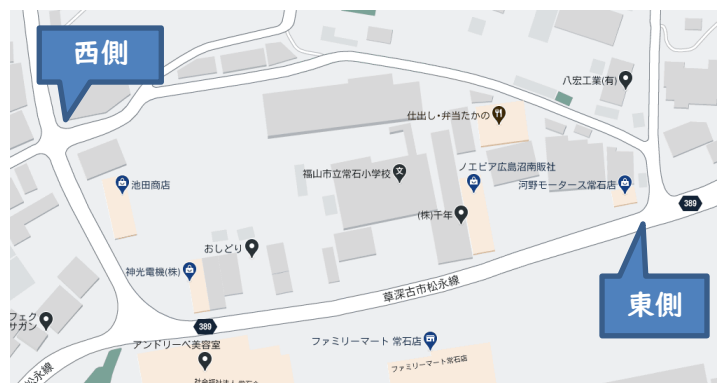 西側
八宏工業(有)
仕出し・弁当たかの
ノエビア広島沼南販社
福山市立常石小学校
池田商店
河野モータース常石店
389
(株)千年
おしどり
神光電機(株)
東側
草深古市松永線
フェク
サガン
389
ファミリーマート 常石店
アンドリーベ美容室
ファミリーマート常石店
松永線